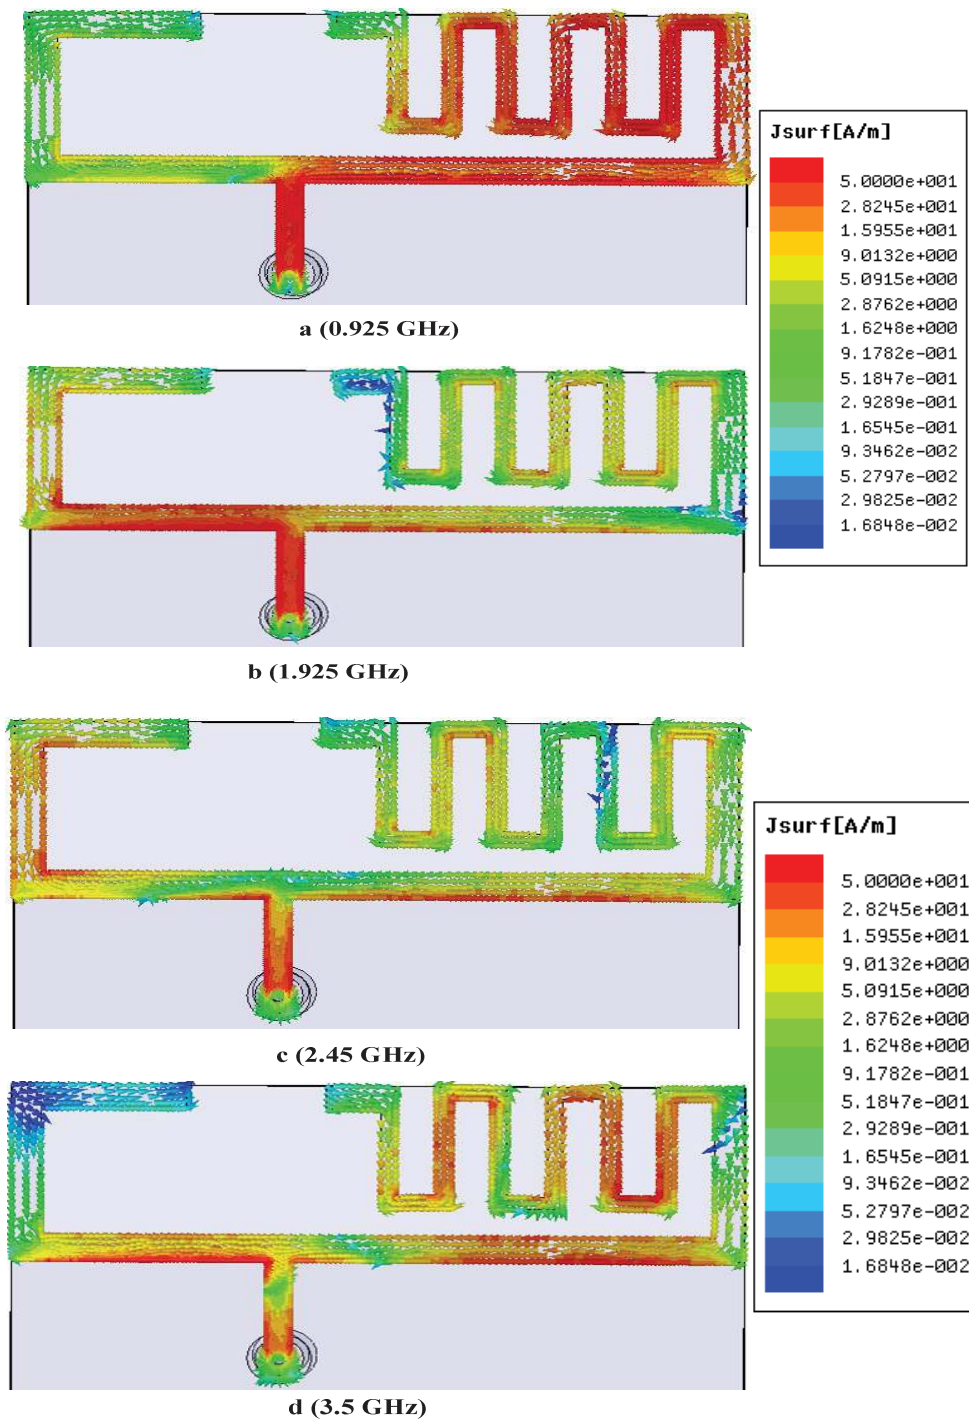 Jsurf[A/m]
5.0000e+001
2.8245e+001
1.5955e+001
9.0132e+000
5.0915e+000
2.8762e+000
1.6248e+000
9.1782e-001
5.1847e-001
2.9289e-001
1.6545e-001
9.3462e-002
5.2797e-002
2.9825e-002
1.6848e-002
a (0.925 GHz)
b (1.925 GHz)
Jsurf[A/m]
5.0000e+001
2.8245e+001
1.5955e+001
9.0132e+000
5.0915e+000
2.8762e+000
1.6248e+000
9.1782e-001
5.1847e-001
2.9289e-001
1.6545e-001
9.3462e-002
5.2797e-002
2.9825e-002
1.6848e-002
c (2.45 GHz)
d (3.5 GHz)